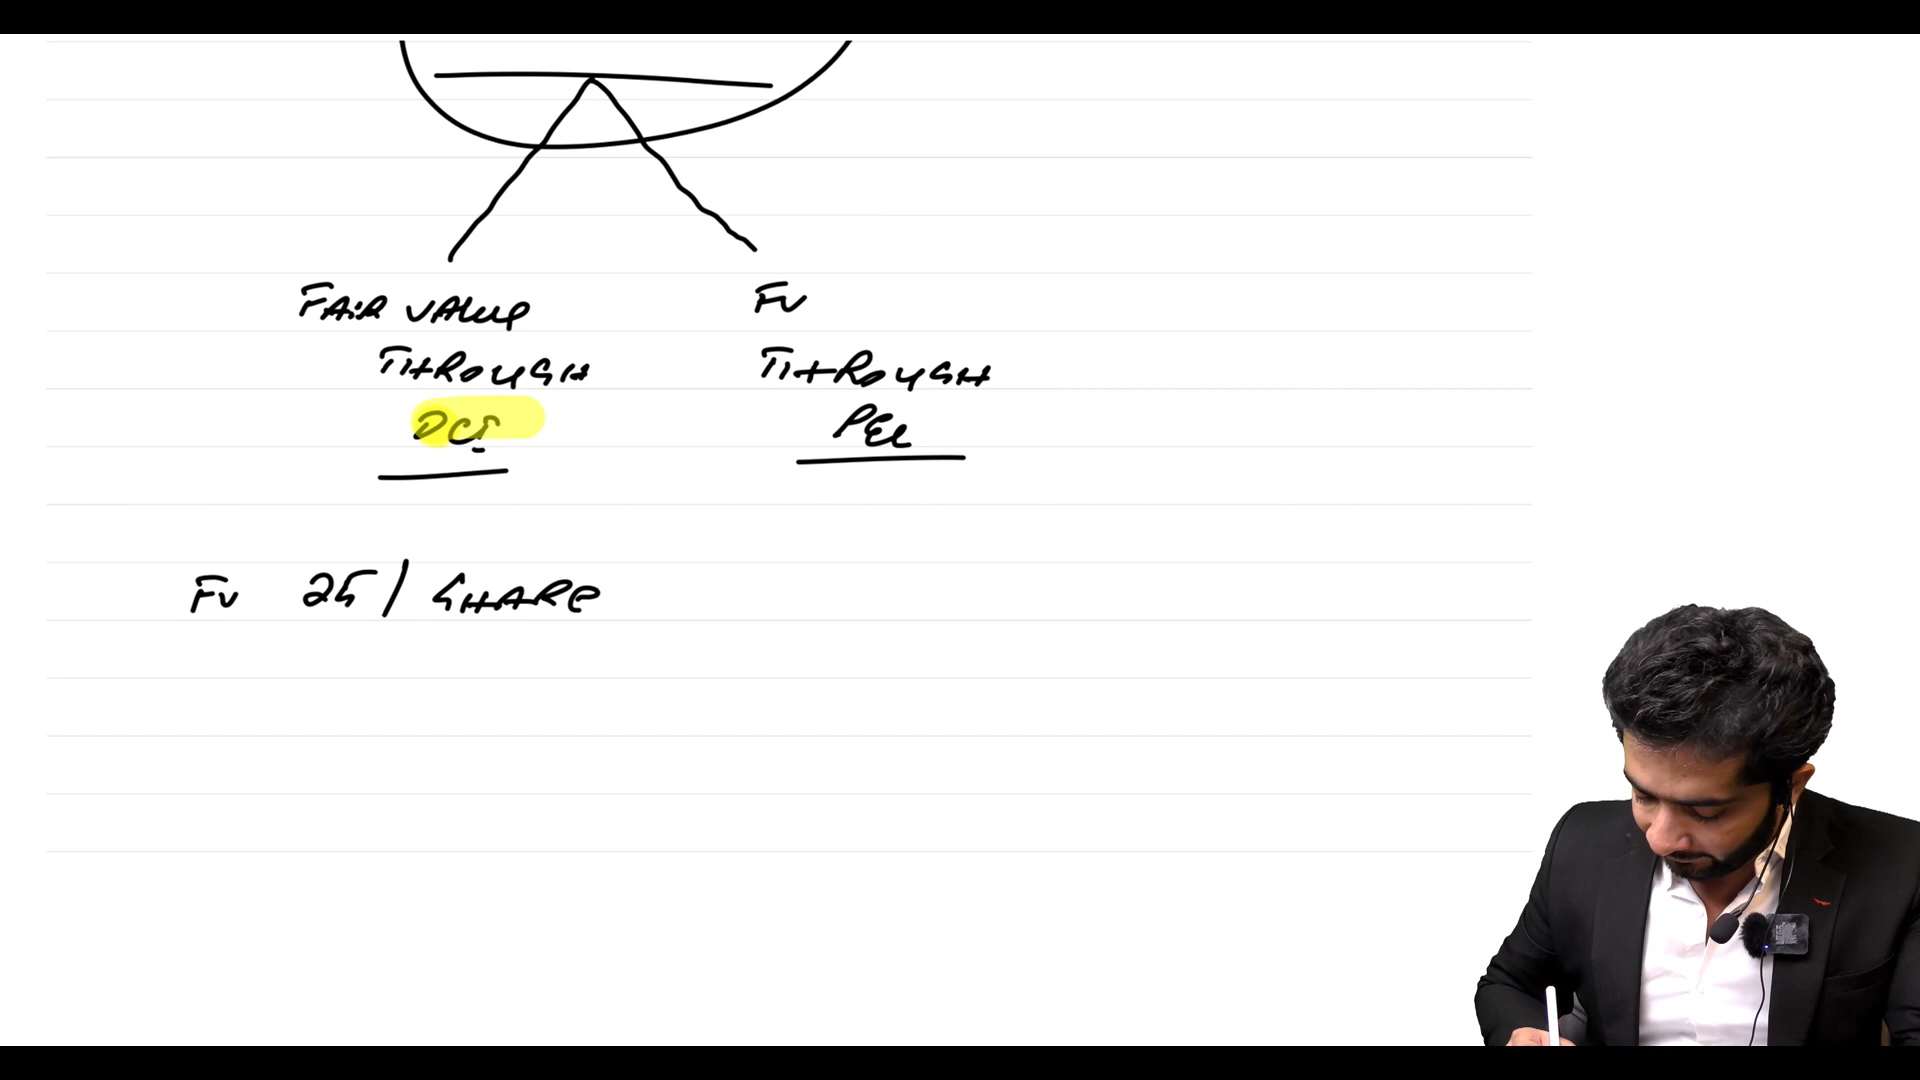 FAIR VALUE
THROUGH
OCI
FV
THROUGH
P&L
FV 25 / SHARE